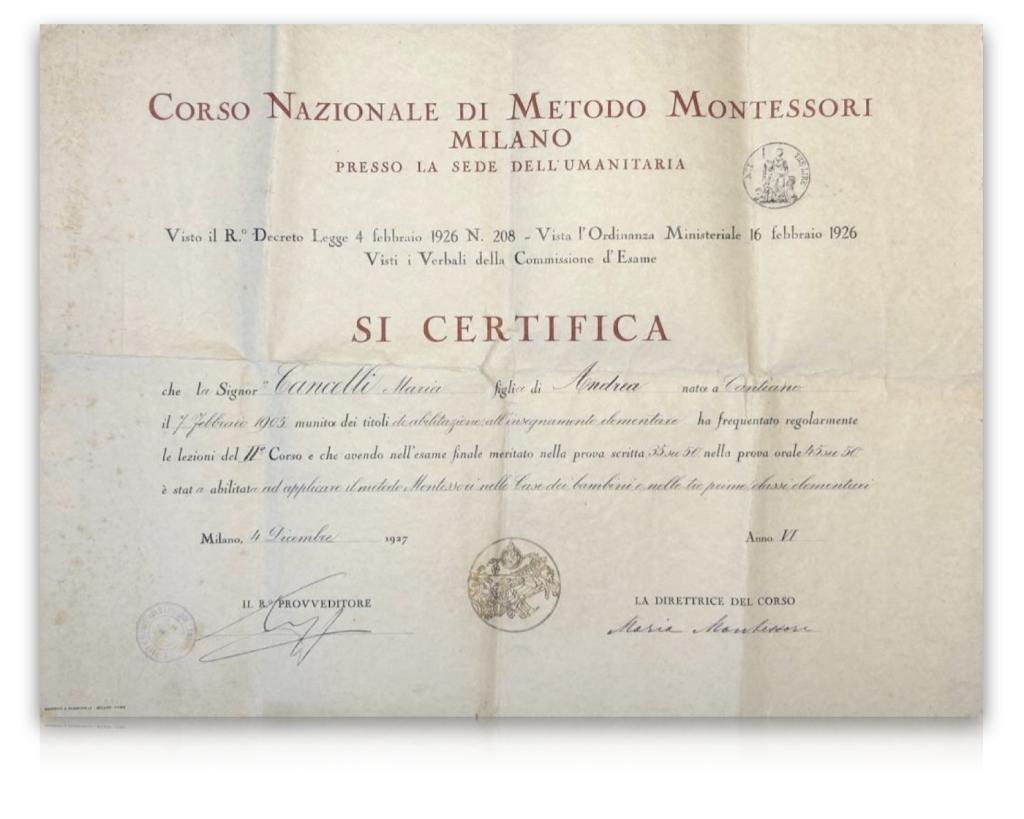 CORSO NAZIONALE DI METODO MONTESSORI
MILANO
PRESSO LA SEDE DELL'UMANITARIA
TRE LIRE
Visto il R.º Decreto Legge 4 febbraio 1926 N. 208 - Vista l'Ordinanza Ministeriale 16 febbraio 1926
Visti i Verbali della Commissione d'Esame
SI CERTIFICA
che la Signorª Cancelli Maria figlia di Andrea nata a Cantiano
il 7 Febbraio 1905 munita dei titoli di abilitazione all'insegnamento elementare ha frequentato regolarmente
le lezioni del IIº Corso e che avendo nell'esame finale meritato nella prova scritta 35 su 50 nella prova orale 45 su 50
è stata abilitata ad applicare il metodo Montessori nelle Case dei bambini e nelle tre prime classi elementari
Milano, 4 Dicembre 1927 Anno VI
IL R.º PROVVEDITORE
LA DIRETTRICE DEL CORSO
Maria Montessori